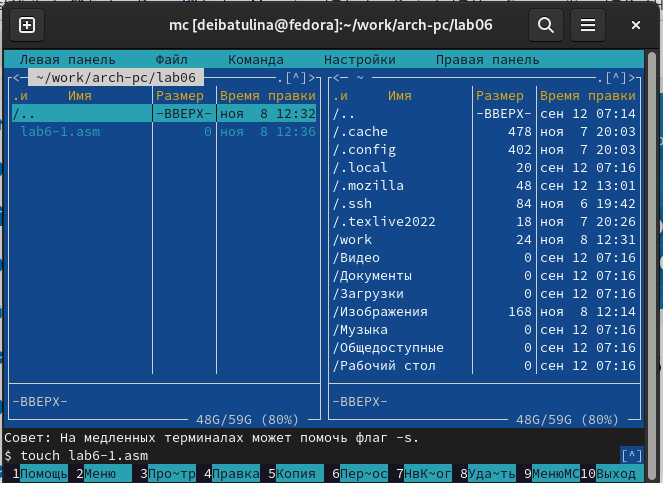 mc [deibatulina@fedora]:~/work/arch-pc/lab06
Левая панель Файл Команда Настройки Правая панель
<— ~/work/arch-pc/lab06 .[^]> <— ~ .[^]>
.и Имя Размер Время правки .и Имя Размер Время правки
/.. -ВВЕРХ- ноя 8 12:32 /.. -ВВЕРХ- сен 12 07:14
lab6-1.asm 0 ноя 8 12:36 /.cache 478 ноя 7 20:03
/.config 402 ноя 7 20:03
/.local 20 сен 12 07:16
/.mozilla 48 сен 12 13:01
/.ssh 84 ноя 6 19:42
/.texlive2022 18 ноя 7 20:26
/work 24 ноя 8 12:31
/Видео 0 сен 12 07:16
/Документы 0 сен 12 07:16
/Загрузки 0 сен 12 07:16
/Изображения 168 ноя 8 12:14
/Музыка 0 сен 12 07:16
/Общедоступные 0 сен 12 07:16
/Рабочий стол 0 сен 12 07:16
-ВВЕРХ- -ВВЕРХ-
48G/59G (80%) 48G/59G (80%)
Совет: На медленных терминалах может помочь флаг -s.
$ touch lab6-1.asm [^]
1Помощь 2Меню 3Про~тр 4Правка 5Копия 6Пер~ос 7НвК~ог 8Уда~ть 9МенюМС 10Выход